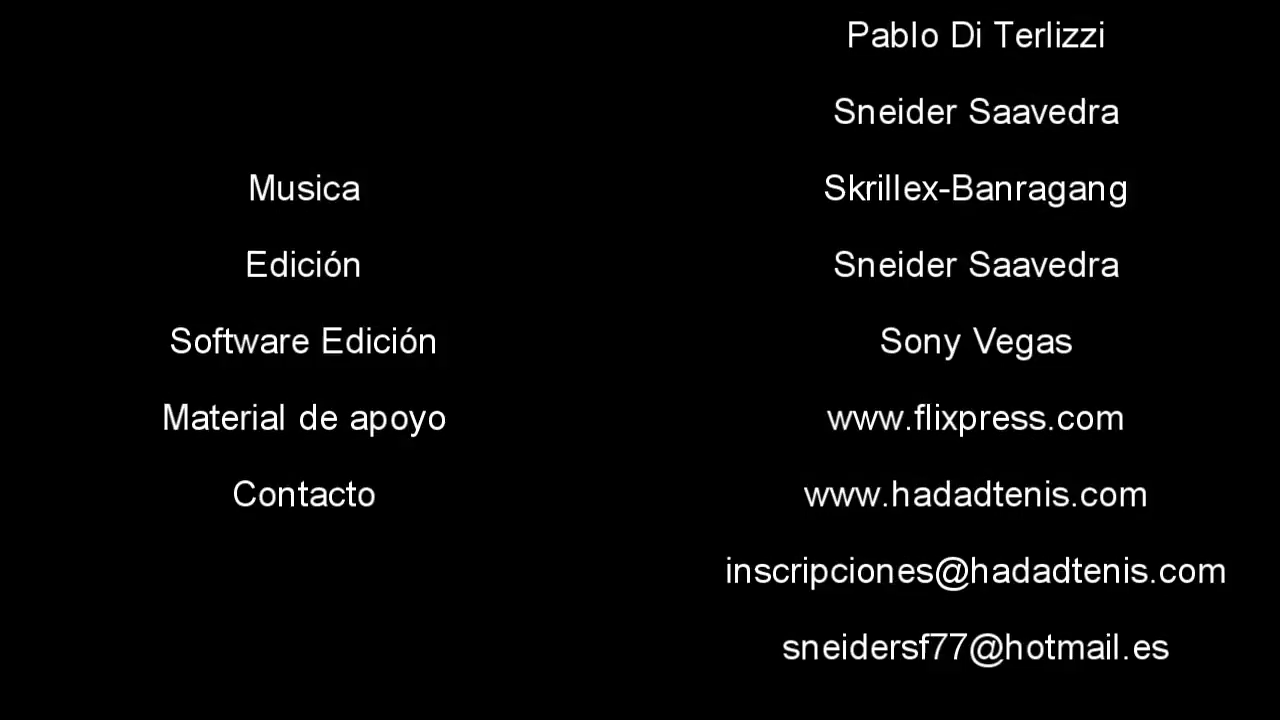 Pablo Di Terlizzi
Sneider Saavedra
Musica Skrillex-Banragang
Edición Sneider Saavedra
Software Edición Sony Vegas
Material de apoyo www.flixpress.com
Contacto www.hadadtenis.com
inscripciones@hadadtenis.com
sneidersf77@hotmail.es